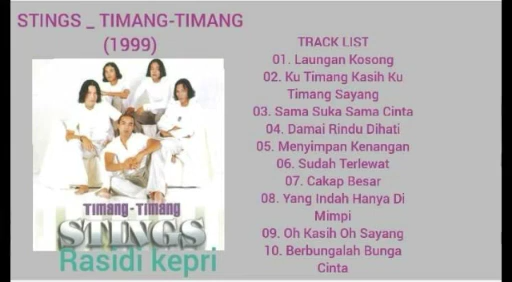 STINGS _ TIMANG-TIMANG
(1999)
TRACK LIST
01. Laungan Kosong
02. Ku Timang Kasih Ku
Timang Sayang
03. Sama Suka Sama Cinta
04. Damai Rindu Dihati
05. Menyimpan Kenangan
06. Sudah Terlewat
07. Cakap Besar
08. Yang Indah Hanya Di
Mimpi
09. Oh Kasih Oh Sayang
10. Berbungalah Bunga
Cinta
Timang-Timang
STINGS
Rasidi kepri